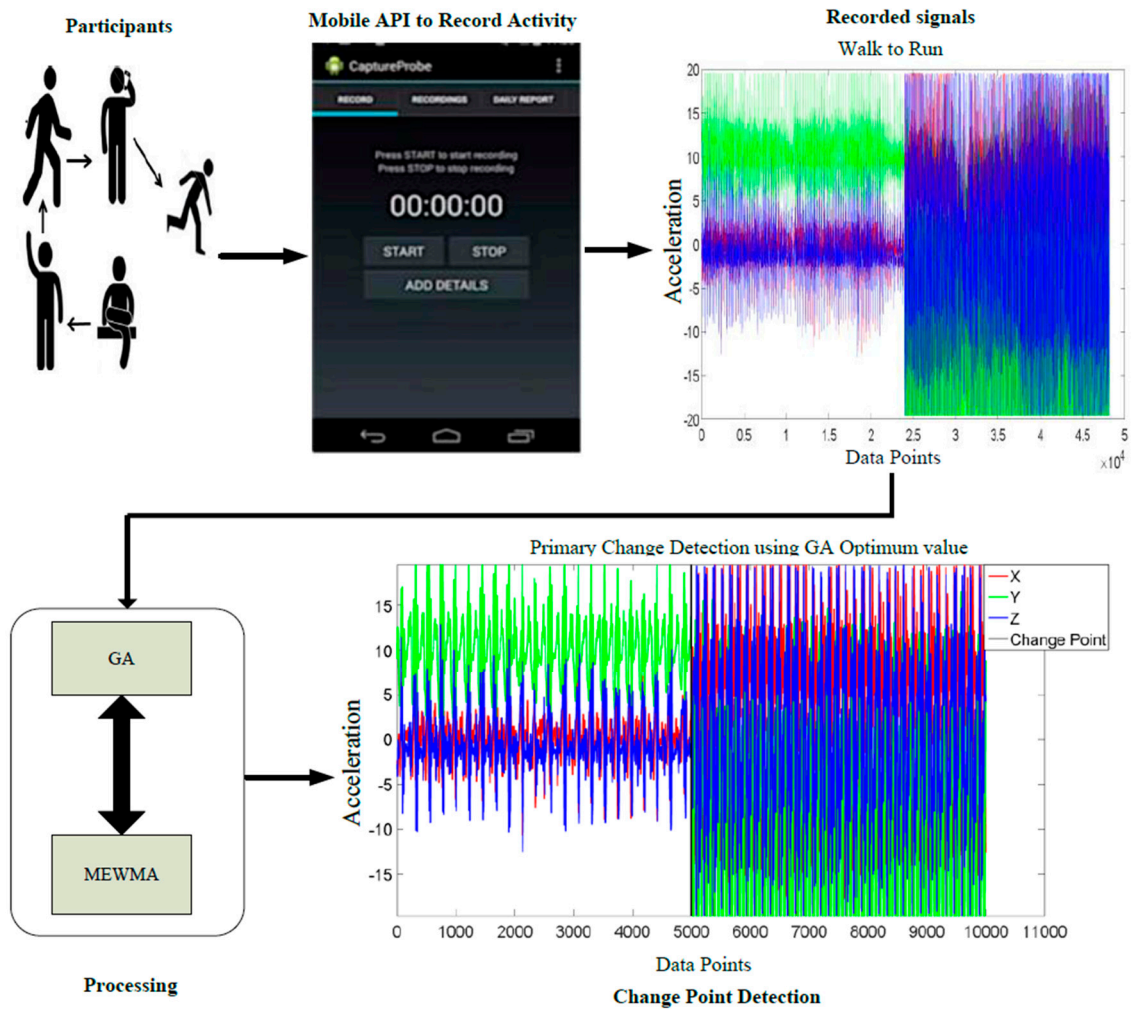 Participants
Mobile API to Record Activity
Recorded signals
Walk to Run
CaptureProbe
RECORD RECORDINGS DAILY REPORT
Press START to start recording
Press STOP to stop recording
00:00:00
START STOP
ADD DETAILS
Acceleration
20
15
10
5
0
-5
-10
-15
-20
0 0.5 1 1.5 2 2.5 3 3.5 4 4.5 5
Data Points
×10⁴
Primary Change Detection using GA Optimum value
GA
MEWMA
Processing
Acceleration
15
10
5
0
-5
-10
-15
X
Y
Z
Change Point
0 1000 2000 3000 4000 5000 6000 7000 8000 9000 10000 11000
Data Points
Change Point Detection